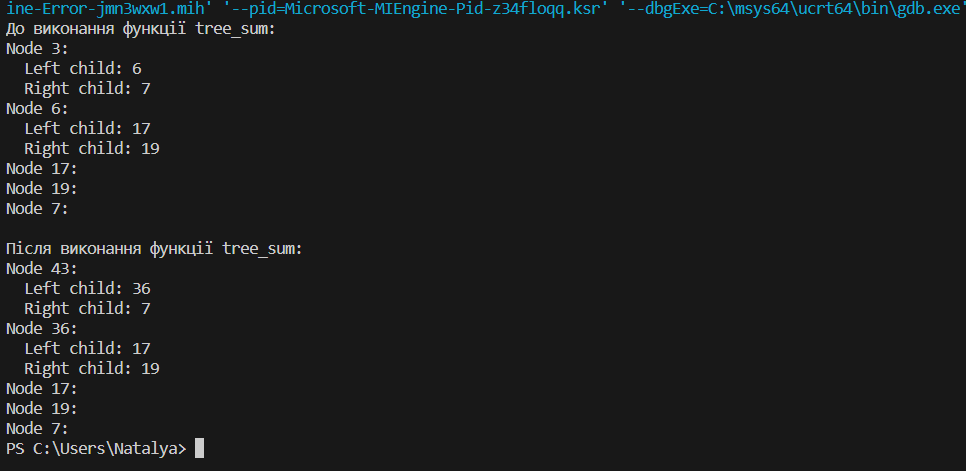 ine-Error-jmn3wxw1.mih' '--pid=Microsoft-MIEngine-Pid-z34floqq.ksr' '--dbgExe=C:\msys64\ucrt64\bin\gdb.exe'
До виконання функції tree_sum:
Node 3:
  Left child: 6
  Right child: 7
Node 6:
  Left child: 17
  Right child: 19
Node 17:
Node 19:
Node 7:

Після виконання функції tree_sum:
Node 43:
  Left child: 36
  Right child: 7
Node 36:
  Left child: 17
  Right child: 19
Node 17:
Node 19:
Node 7:
PS C:\Users\Natalya>